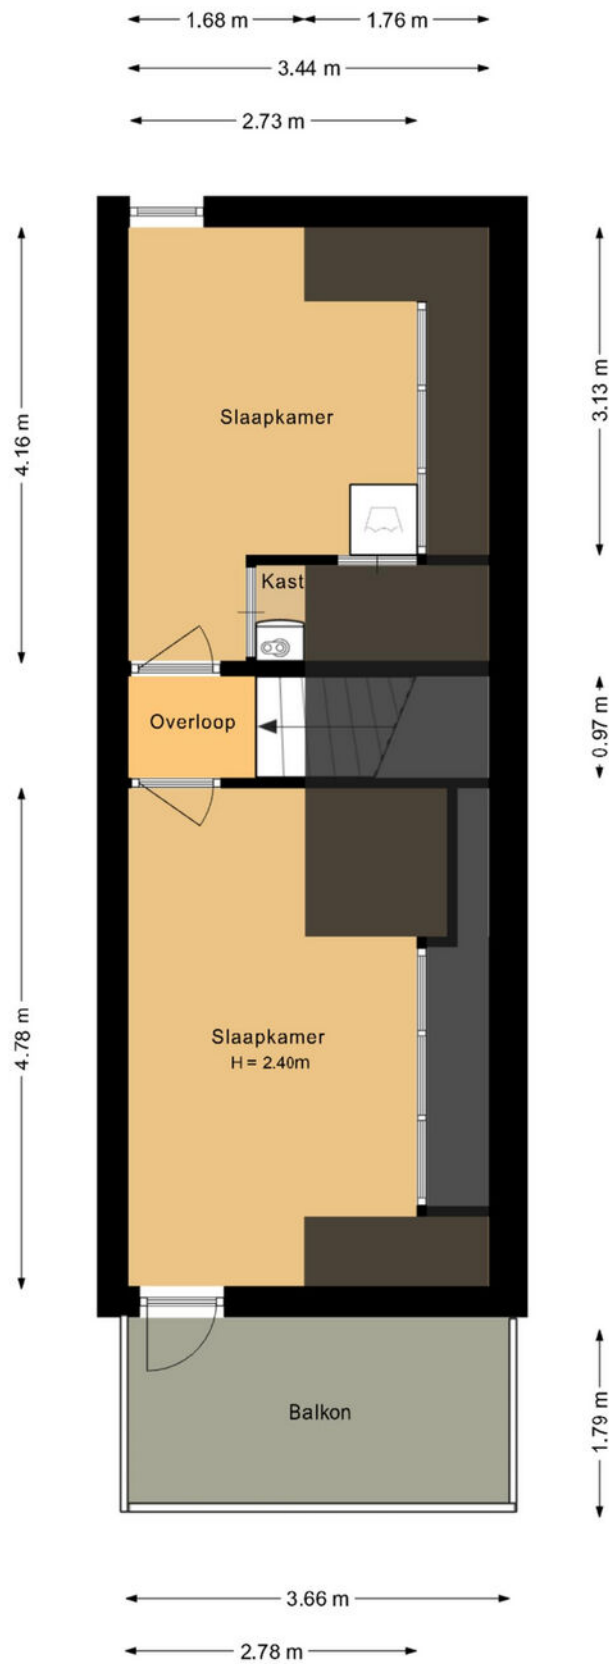 1.68 m
1.76 m
3.44 m
2.73 m
4.16 m
3.13 m
Slaapkamer
Kast
Overloop
0.97 m
4.78 m
Slaapkamer
H = 2.40m
Balkon
1.79 m
3.66 m
2.78 m